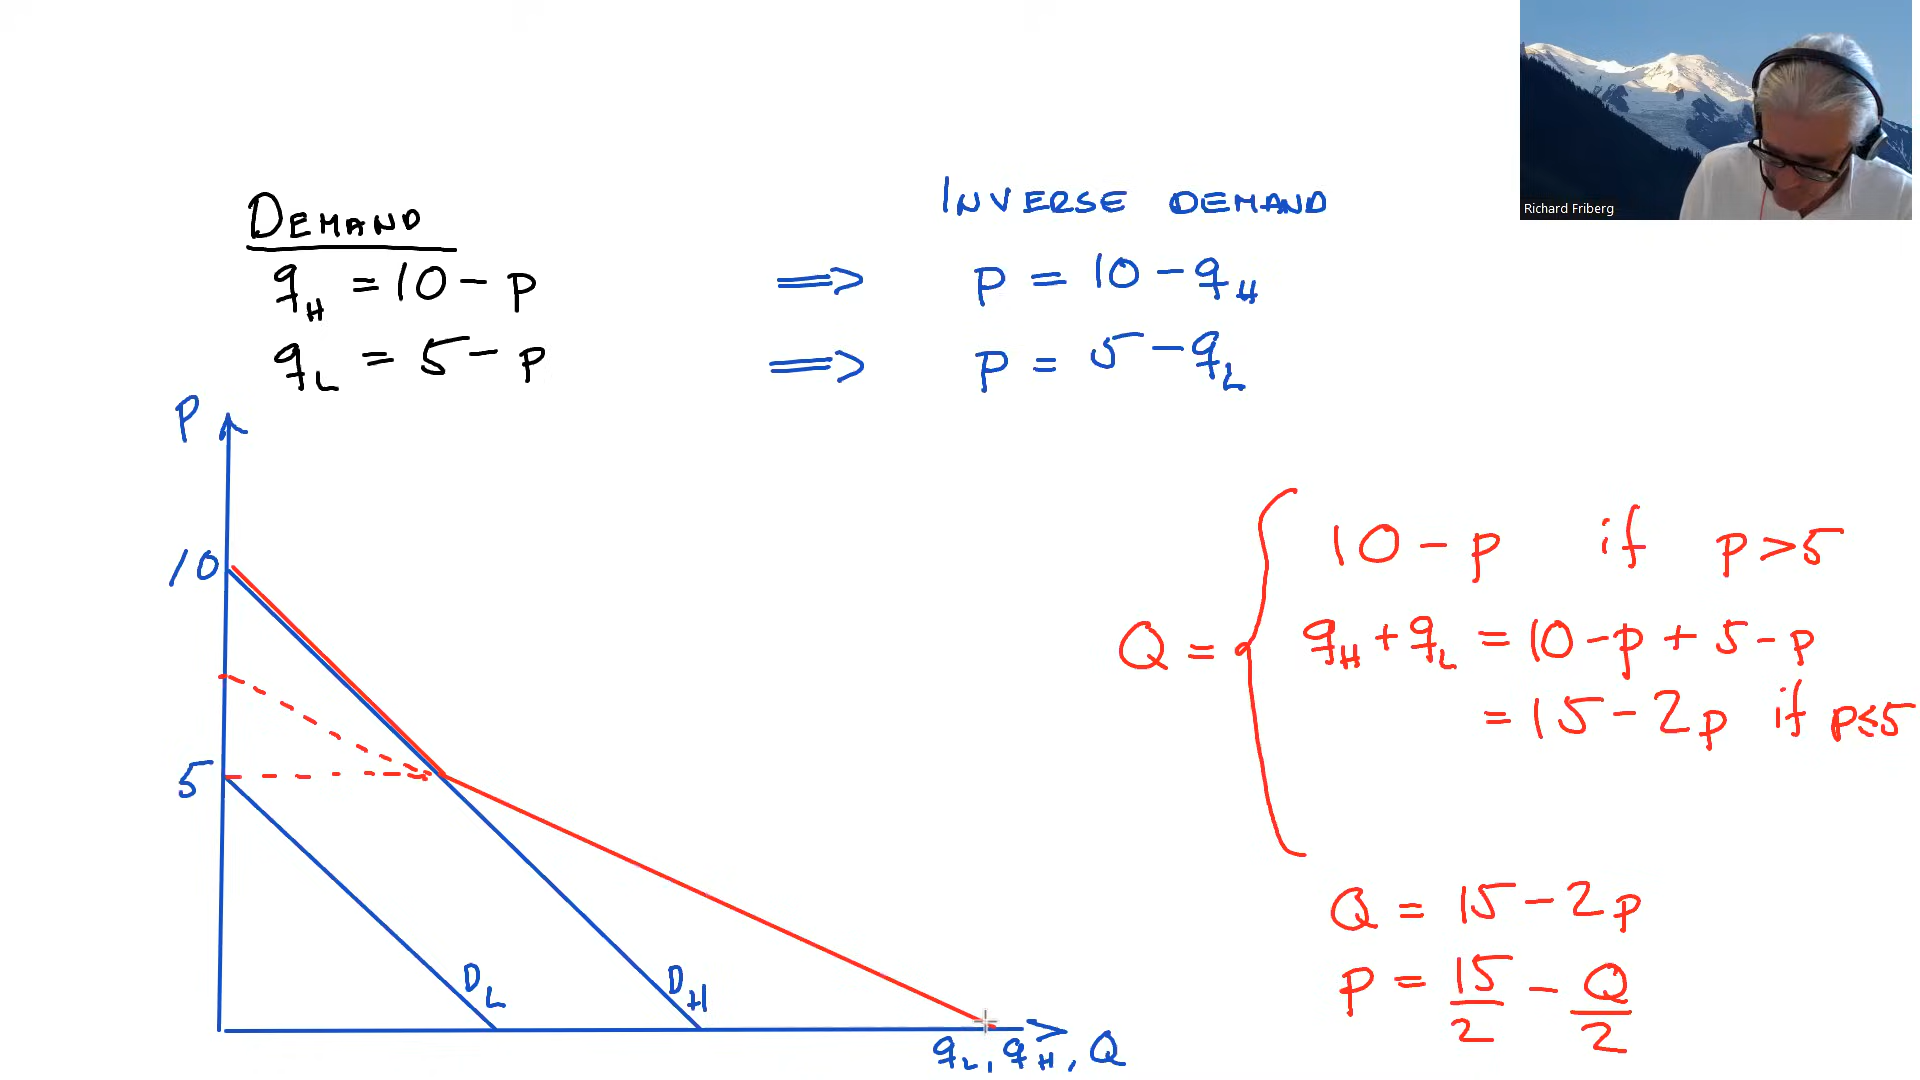 Richard Friberg
DEMAND
INVERSE DEMAND
q_H = 10 - p ⟹ p = 10 - q_H
q_L = 5 - p ⟹ p = 5 - q_L
P
10
5
D_L
D_H
q_L, q_H, Q
Q = { 10 - p if p > 5
q_H + q_L = 10 - p + 5 - p
= 15 - 2p if p ≤ 5
Q = 15 - 2p
P = 15/2 - Q/2